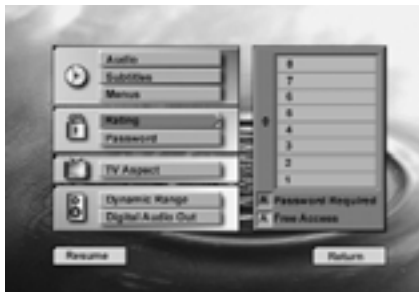 Audio
Subtitles
Menus
Rating
Password
TV Aspect
Dynamic Range
Digital Audio Out
8
7
6
4
3
2
1
Password Required
Free Access
Resume
Return